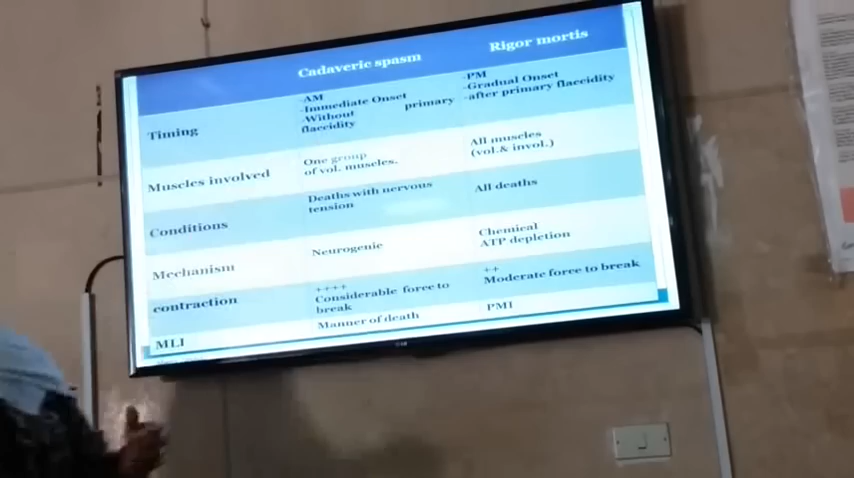 Cadaveric spasm Rigor mortis
Timing
-AM
-Immediate Onset
-Without primary
flaccidity
-PM
-Gradual Onset
-after primary flaccidity
Muscles involved
One group
of vol. muscles.
All muscles
(vol.& invol.)
Conditions
Deaths with nervous
tension
All deaths
Mechanism
Neurogenic
Chemical
ATP depletion
contraction
++++
Considerable force to
break
++
Moderate force to break
MLI
Manner of death
PMI